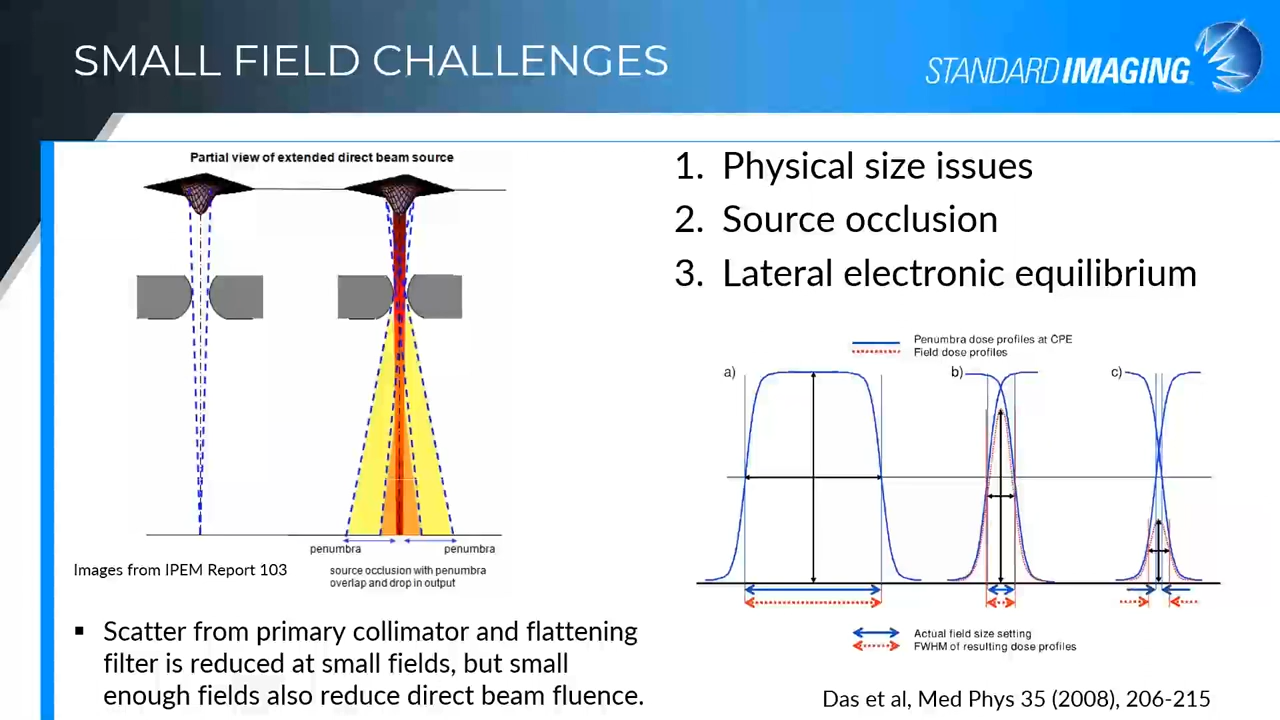 SMALL FIELD CHALLENGES
STANDARD IMAGING
Partial view of extended direct beam source
penumbra
penumbra
source occlusion with penumbra
overlap and drop in output
Images from IPEM Report 103
▪ Scatter from primary collimator and flattening
filter is reduced at small fields, but small
enough fields also reduce direct beam fluence.
1. Physical size issues
2. Source occlusion
3. Lateral electronic equilibrium
Penumbra dose profiles at CPE
Field dose profiles
a)
b)
c)
Actual field size setting
FWHM of resulting dose profiles
Das et al, Med Phys 35 (2008), 206-215